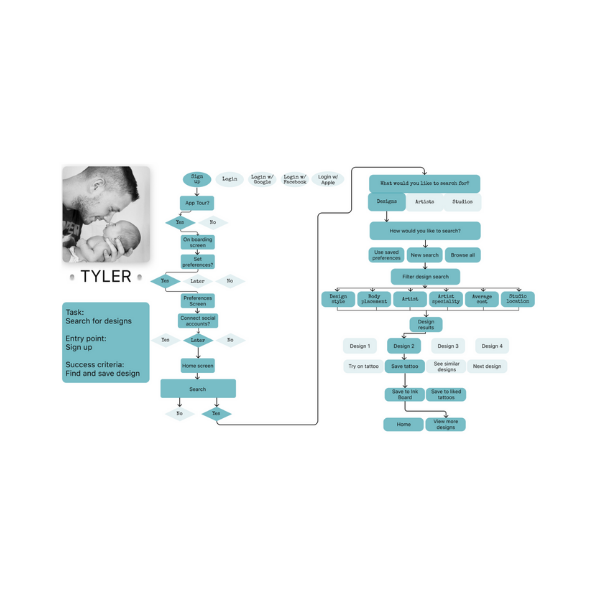 TYLER
Task:
Search for designs
Entry point:
Sign up
Success criteria:
Find and save design
Sign
up
Login
Login w/
Google
Login w/
Facebook
Login w/
Apple
App Tour?
Yes
No
On boarding
screen
Set
preferences?
Yes
Later
No
Preferences
Screen
Connect social
accounts?
Yes
Later
No
Home screen
Search
No
Yes
What would you like to search for?
Designs
Artists
Studios
How would you like to search?
Use saved
preferences
New search
Browse all
Filter design search
Design
style
Body
placement
Artist
Artist
speciality
Average
cost
Studio
location
Design
results
Design 1
Design 2
Design 3
Design 4
Try on tattoo
Save tattoo
See similar
designs
Next design
Save to Ink
Board
Save to liked
tattoos
Home
View more
designs